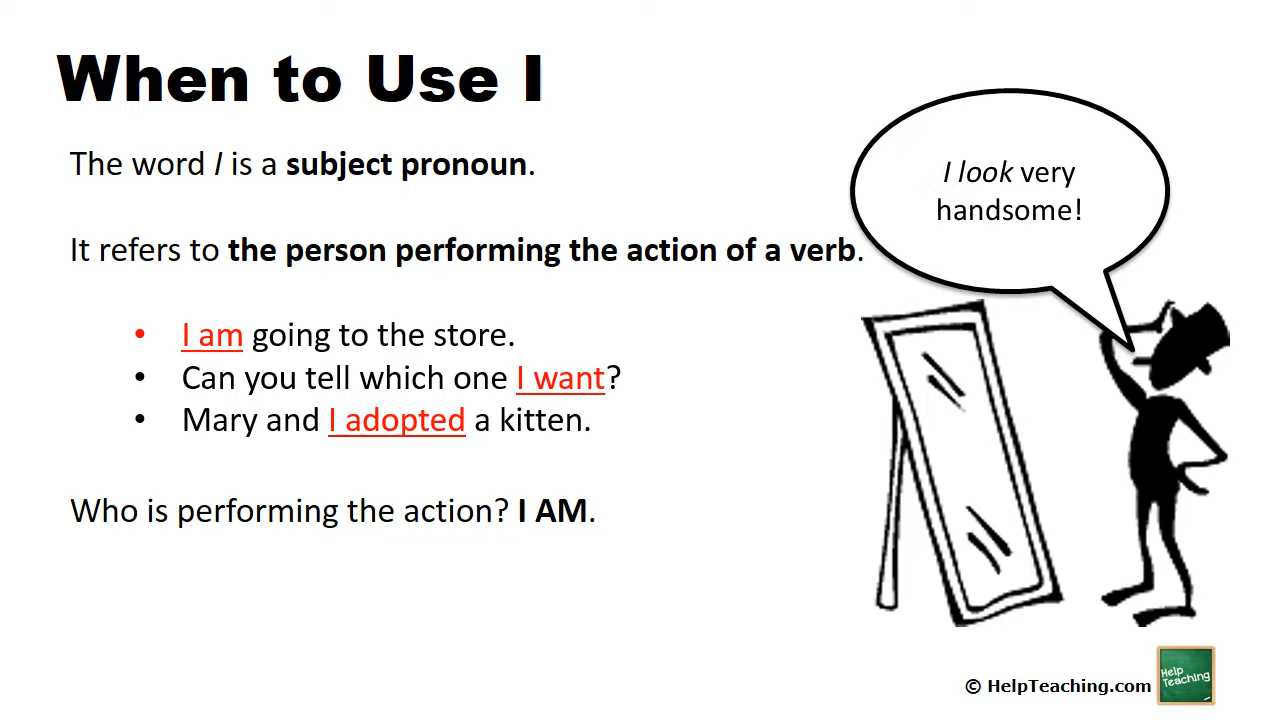 When to Use I
The word I is a subject pronoun.
It refers to the person performing the action of a verb.
• I am going to the store.
• Can you tell which one I want?
• Mary and I adopted a kitten.
Who is performing the action? I AM.
I look very
handsome!
© HelpTeaching.com
Help
Teaching